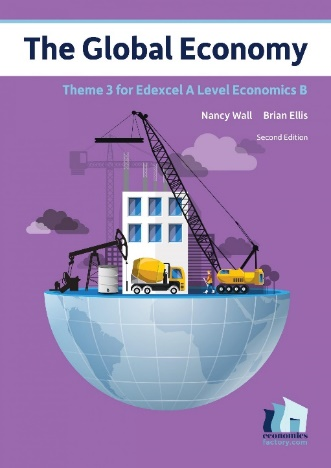 The Global Economy
Theme 3 for Edexcel A Level Economics B
Nancy Wall Brian Ellis
Second Edition
economics
factory.com